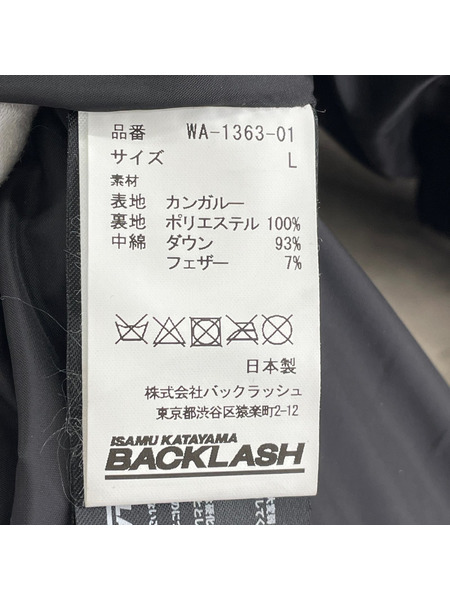 品番 WA-1363-01
サイズ L
素材
表地 カンガルー
裏地 ポリエステル 100%
中綿 ダウン 93%
フェザー 7%
日本製
株式会社バックラッシュ
東京都渋谷区猿楽町2-12
ISAMU KATAYAMA
BACKLASH